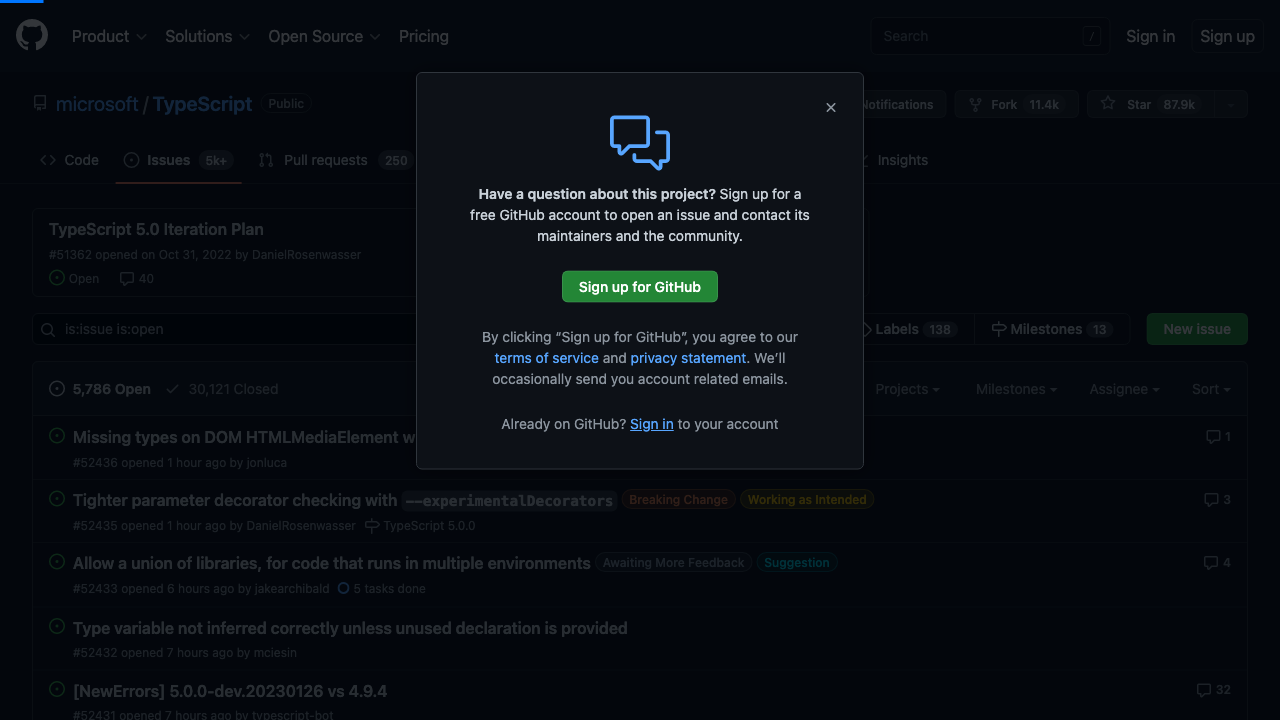 Product Solutions Open Source Pricing Search / Sign in Sign up
microsoft / TypeScript Public Notifications Fork 11.4k Star 87.9k
Code Issues 5k+ Pull requests 250 Insights
Have a question about this project? Sign up for a
free GitHub account to open an issue and contact its
maintainers and the community.
Sign up for GitHub
By clicking “Sign up for GitHub”, you agree to our
terms of service and privacy statement. We’ll
occasionally send you account related emails.
Already on GitHub? Sign in to your account
TypeScript 5.0 Iteration Plan
#51362 opened on Oct 31, 2022 by DanielRosenwasser
Open 40
is:issue is:open Labels 138 Milestones 13 New issue
5,786 Open 30,121 Closed Projects Milestones Assignee Sort
Missing types on DOM HTMLMediaElement 1
#52436 opened 1 hour ago by jonluca
Tighter parameter decorator checking with --experimentalDecorators Breaking Change Working as Intended 3
#52435 opened 1 hour ago by DanielRosenwasser TypeScript 5.0.0
Allow a union of libraries, for code that runs in multiple environments Awaiting More Feedback Suggestion 4
#52433 opened 6 hours ago by jakearchibald 5 tasks done
Type variable not inferred correctly unless unused declaration is provided
#52432 opened 7 hours ago by mciesin
[NewErrors] 5.0.0-dev.20230126 vs 4.9.4 32
#52431 opened 7 hours ago by typescript-bot